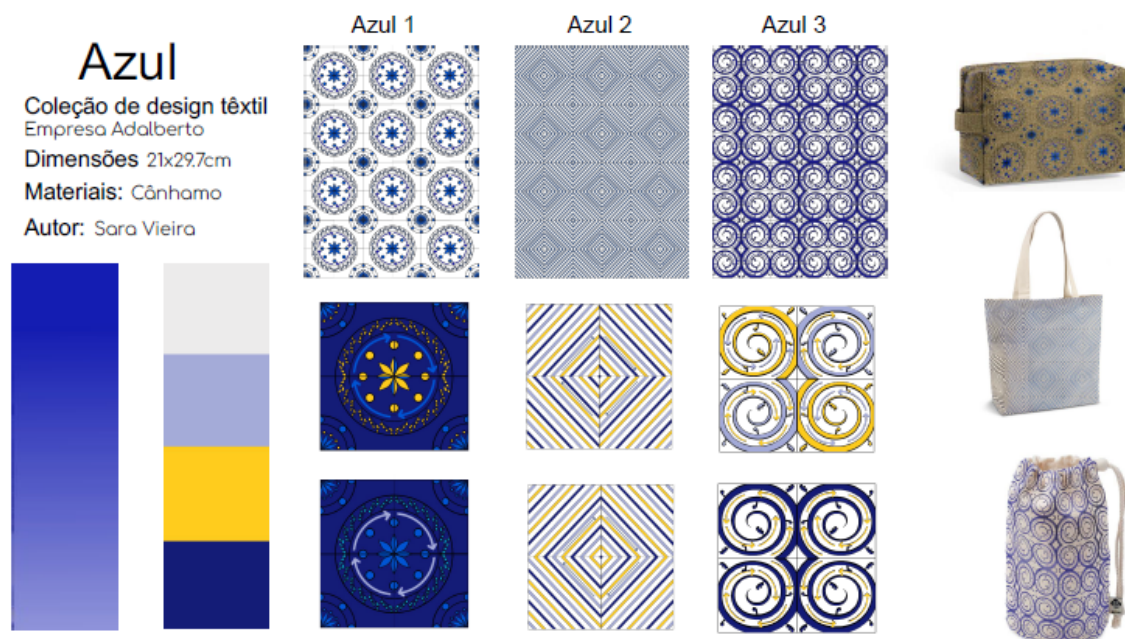 Azul
Coleção de design têxtil
Empresa Adalberto
Dimensões 21x29.7cm
Materiais: Cânhamo
Autor: Sara Vieira
Azul 1
Azul 2
Azul 3